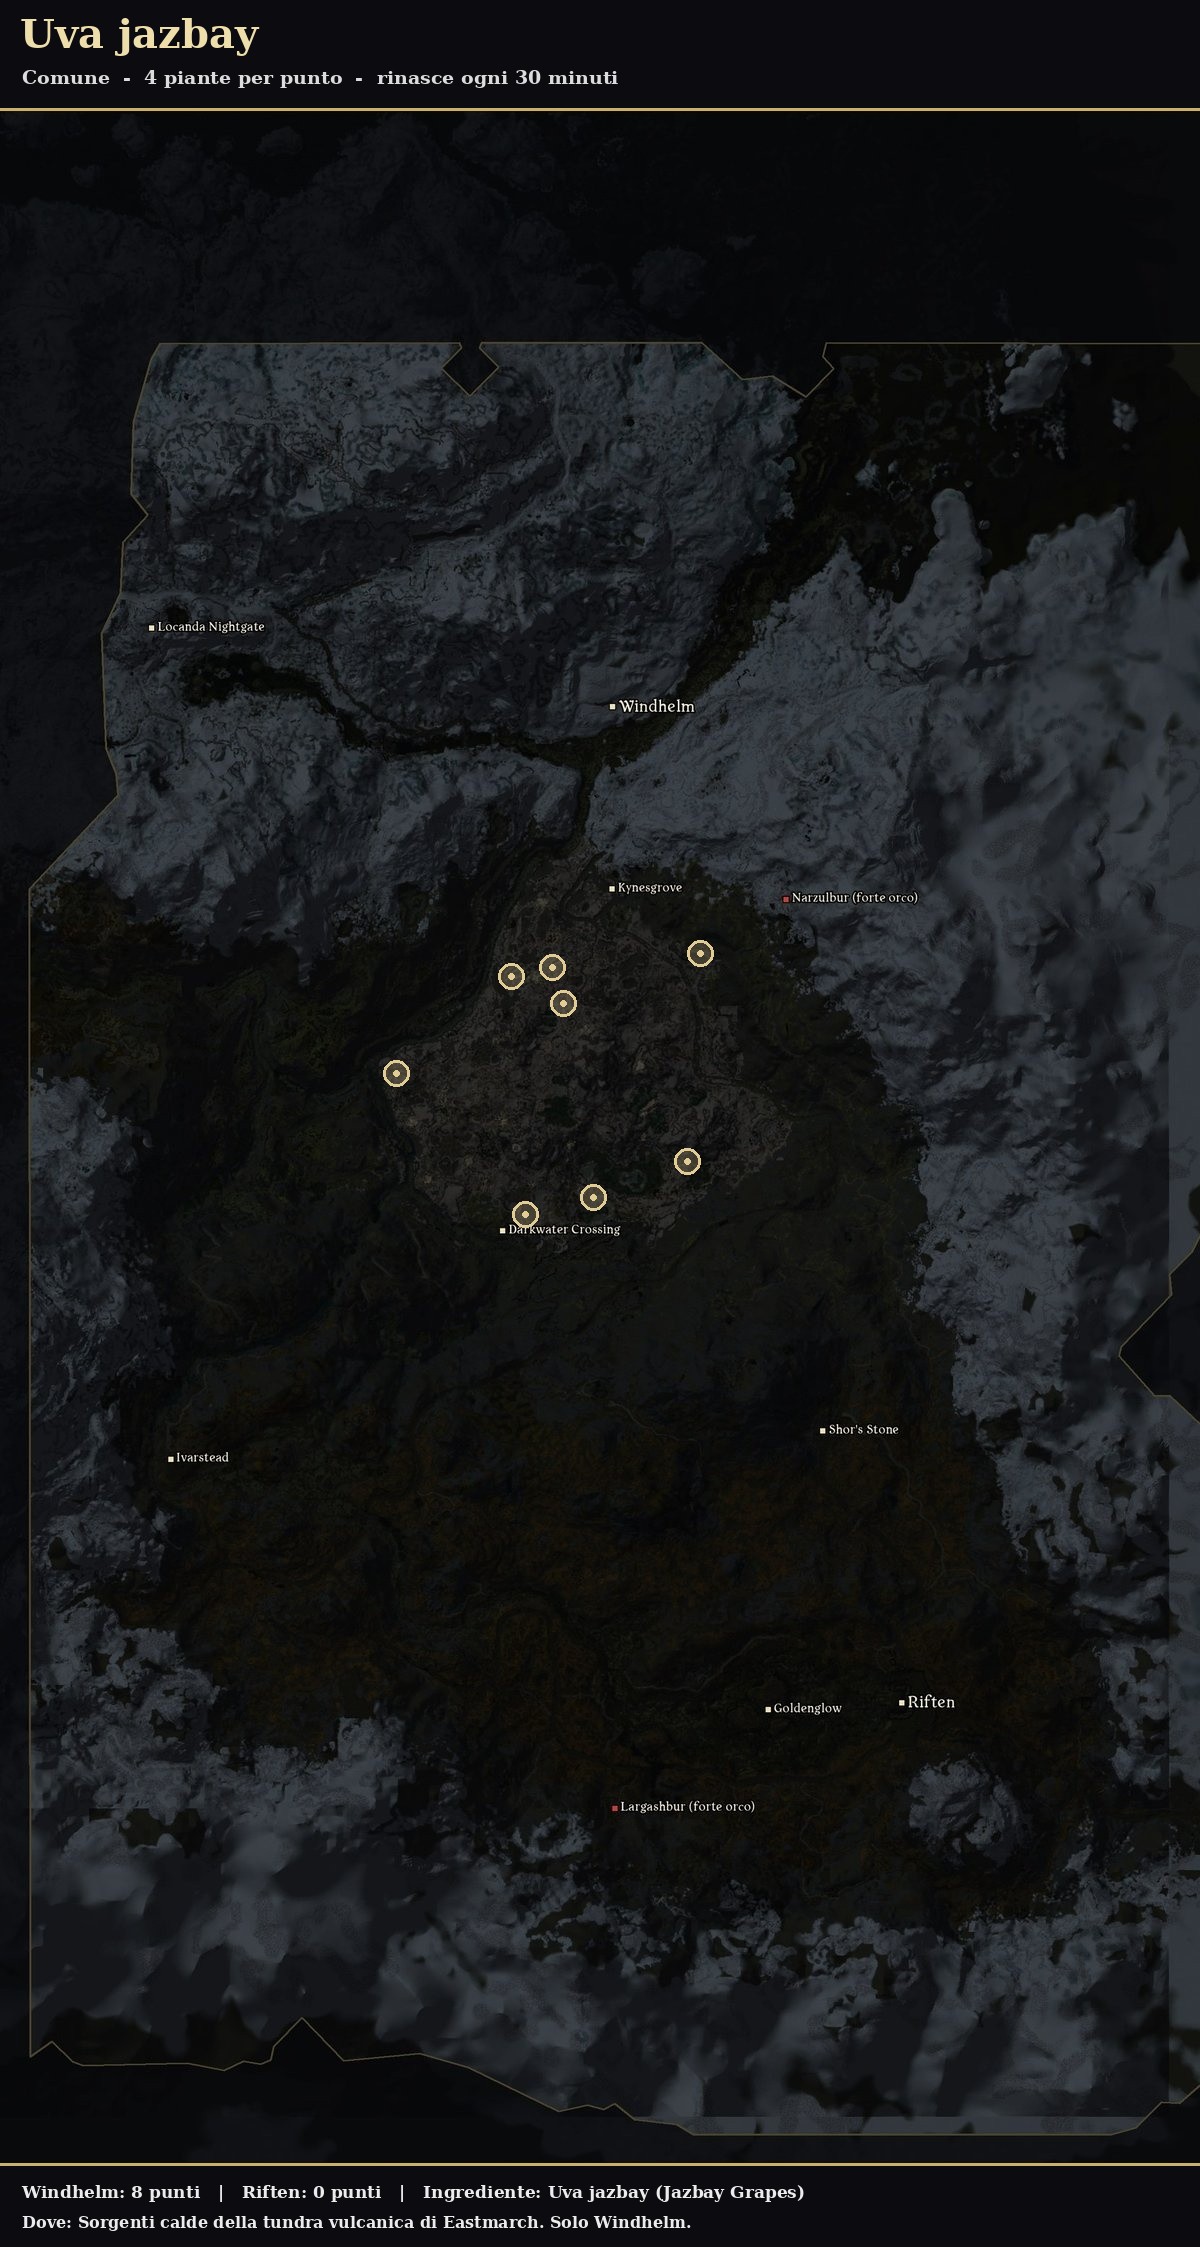 Uva jazbay
Comune - 4 piante per punto - rinasce ogni 30 minuti
Locanda Nightgate
Windhelm
Kynesgrove
Narzulbur (forte orco)
Darkwater Crossing
Shor's Stone
Ivarstead
Riften
Goldenglow
Largashbur (forte orco)
Windhelm: 8 punti | Riften: 0 punti | Ingrediente: Uva jazbay (Jazbay Grapes)
Dove: Sorgenti calde della tundra vulcanica di Eastmarch. Solo Windhelm.